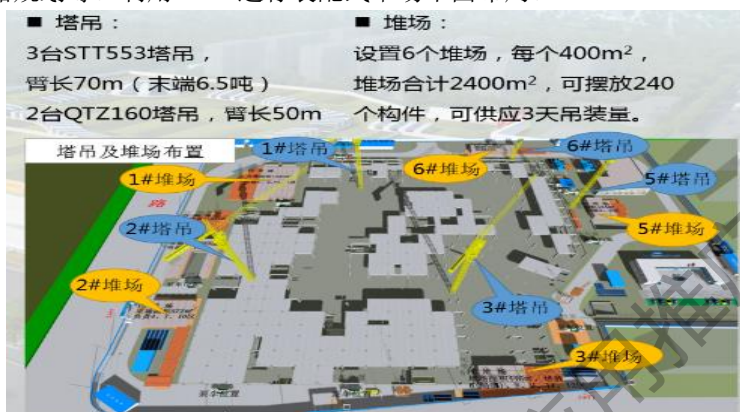 ■ 塔吊：
3台STT553塔吊，
臂长70m（末端6.5吨）
2台QTZ160塔吊，臂长50m
■ 堆场：
设置6个堆场，每个400m²，
堆场合计2400m²，可摆放240
个构件，可供应3天吊装量。
塔吊及堆场布置
1#塔吊
6#塔吊
1#堆场
6#堆场
5#塔吊
路
2#塔吊
5#堆场
2#堆场
3#塔吊
3#堆场